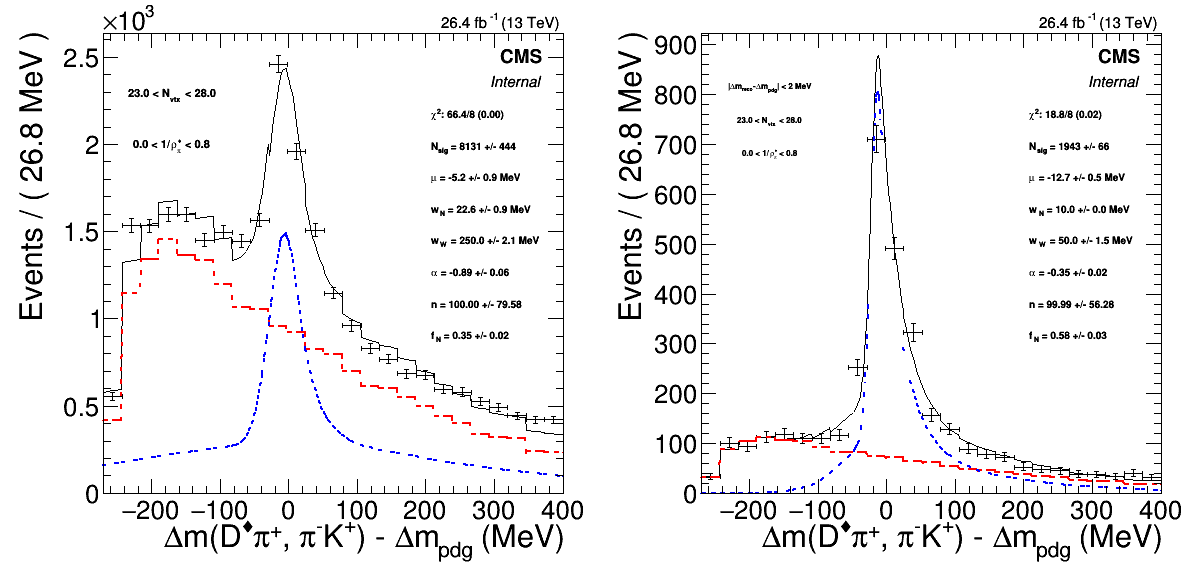 ×10³
26.4 fb⁻¹ (13 TeV)
CMS
Internal
23.0 < N_vtx < 28.0
0.0 < 1/ρ*_π < 0.8
χ²: 66.4/8 (0.00)
N_sig = 8131 +/- 444
μ = -5.2 +/- 0.9 MeV
w_N = 22.6 +/- 0.9 MeV
w_W = 250.0 +/- 2.1 MeV
α = -0.89 +/- 0.06
n = 100.00 +/- 79.58
f_N = 0.35 +/- 0.02
Events / ( 26.8 MeV )
2.5
2
1.5
1
0.5
0
−200 −100 0 100 200 300 400
Δm(D♦π⁺, π⁻K⁺) - Δm_pdg (MeV)
26.4 fb⁻¹ (13 TeV)
CMS
Internal
|Δm_reco-Δm_pdg| < 2 MeV
23.0 < N_vtx < 28.0
0.0 < 1/ρ*_π < 0.8
χ²: 18.8/8 (0.02)
N_sig = 1943 +/- 66
μ = -12.7 +/- 0.5 MeV
w_N = 10.0 +/- 0.0 MeV
w_W = 50.0 +/- 1.5 MeV
α = -0.35 +/- 0.02
n = 99.99 +/- 56.28
f_N = 0.58 +/- 0.03
Events / ( 26.8 MeV )
900
800
700
600
500
400
300
200
100
0
−200 −100 0 100 200 300 400
Δm(D♦π⁺, π⁻K⁺) - Δm_pdg (MeV)